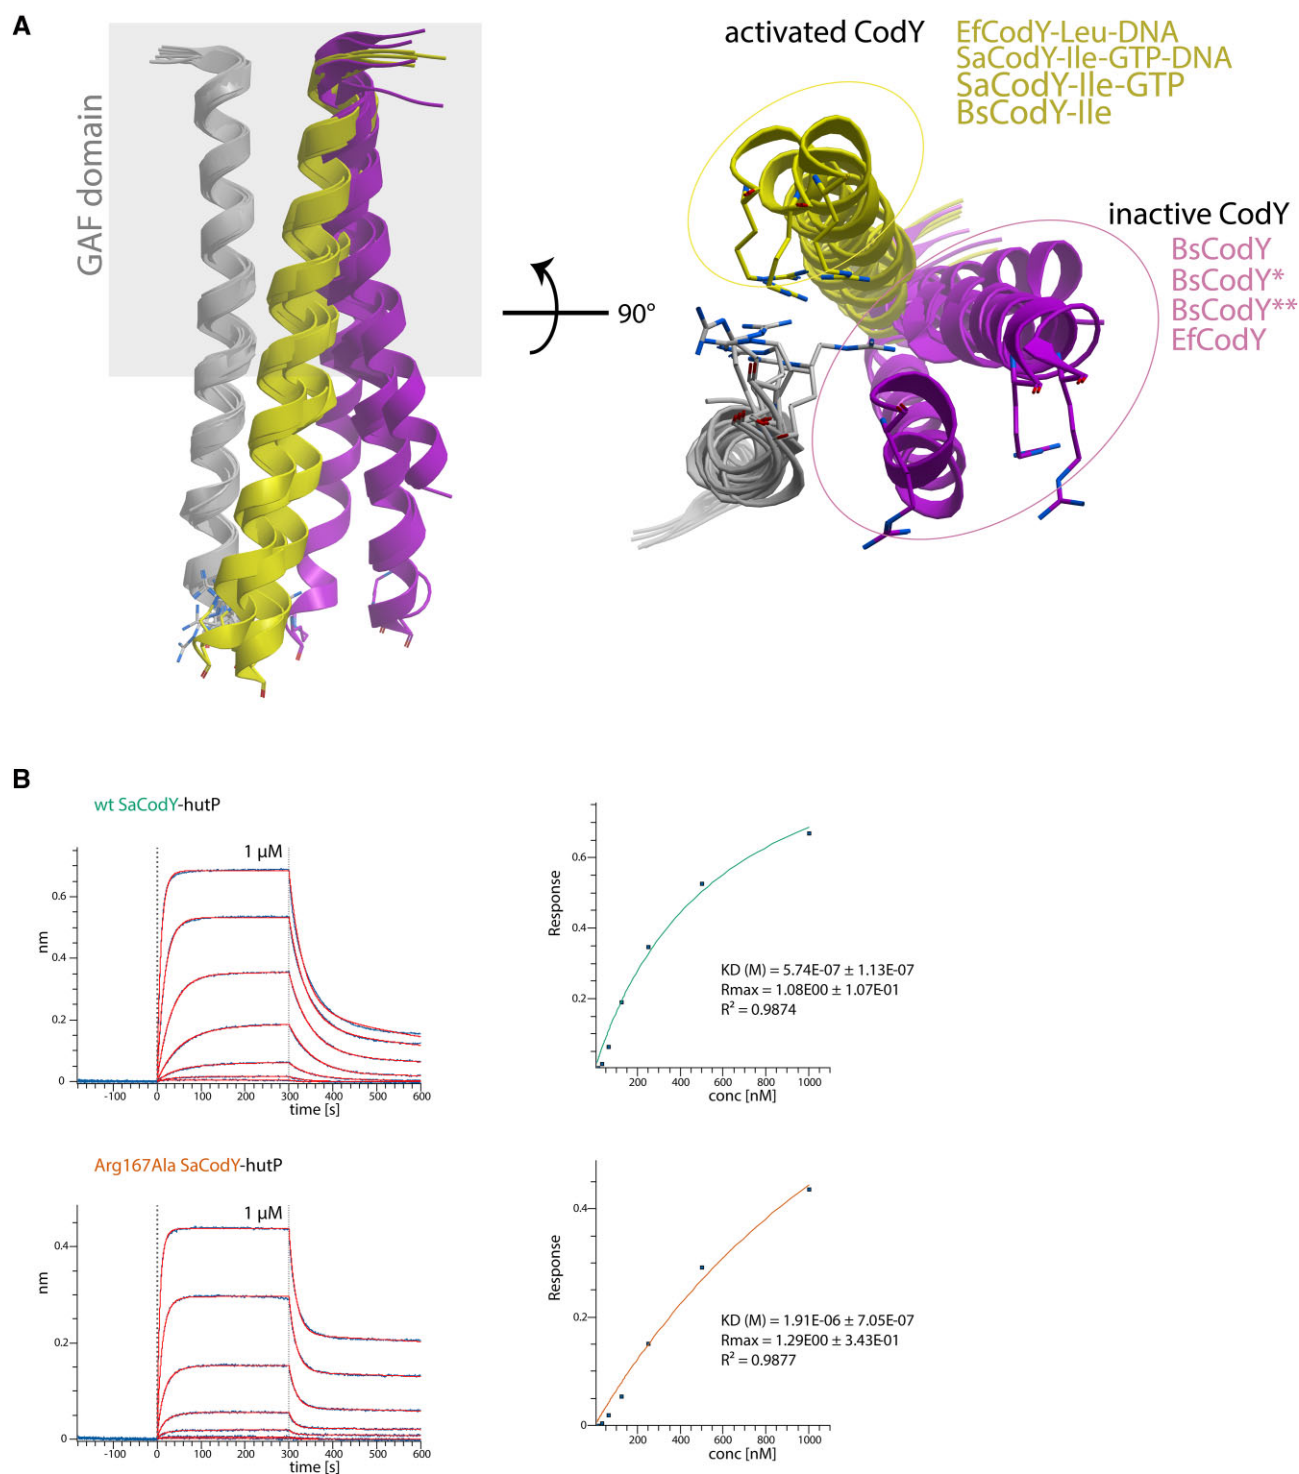 A
GAF domain
90°
activated CodY
EfCodY-Leu-DNA
SaCodY-Ile-GTP-DNA
SaCodY-Ile-GTP
BsCodY-Ile
inactive CodY
BsCodY
BsCodY*
BsCodY**
EfCodY
B
wt SaCodY-hutP
1 µM
nm
0.6
0.4
0.2
0
-100 0 100 200 300 400 500 600
time [s]
Response
0.6
0.4
0.2
KD (M) = 5.74E-07 ± 1.13E-07
Rmax = 1.08E00 ± 1.07E-01
R² = 0.9874
200 400 600 800 1000
conc [nM]
Arg167Ala SaCodY-hutP
1 µM
nm
0.4
0.2
0
-100 0 100 200 300 400 500 600
time [s]
Response
0.4
0.2
0
KD (M) = 1.91E-06 ± 7.05E-07
Rmax = 1.29E00 ± 3.43E-01
R² = 0.9877
200 400 600 800 1000
conc [nM]